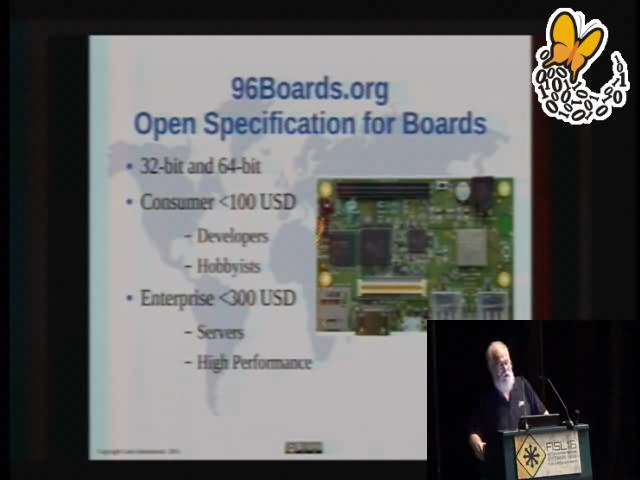 96Boards.org
Open Specification for Boards
• 32-bit and 64-bit
• Consumer <100 USD
– Developers
– Hobbyists
• Enterprise <300 USD
– Servers
– High Performance
FISL16